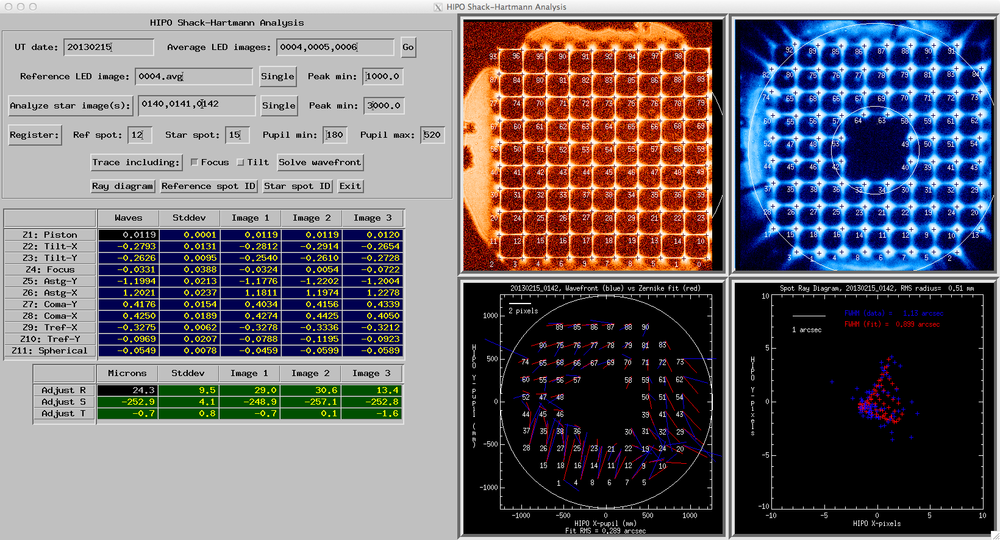 HIPO Shack-Hartmann Analysis
HIPO Shack-Hartmann Analysis
UT date: 20130215 Average LED images: 0004,0005,0006 Go
Reference LED image: 0004.avg Single Peak min: 1000.0
Analyze star image(s): 0140,0141,0142 Single Peak min: 3000.0
Register: Ref spot: 12 Star spot: 15 Pupil min: 180 Pupil max: 520
Trace including: Focus Tilt Solve wavefront
Ray diagram Reference spot ID Star spot ID Exit
Waves Stddev Image 1 Image 2 Image 3
Z1: Piston 0.0119 0.0001 0.0119 0.0119 0.0120
Z2: Tilt-X -0.2793 0.0131 -0.2812 -0.2914 -0.2654
Z3: Tilt-Y -0.2626 0.0095 -0.2540 -0.2610 -0.2728
Z4: Focus -0.0331 0.0388 -0.0324 0.0054 -0.0722
Z5: Astg-Y -1.1994 0.0213 -1.1776 -1.2202 -1.2004
Z6: Astg-X 1.2021 0.0237 1.1811 1.1974 1.2278
Z7: Coma-Y 0.4176 0.0154 0.4034 0.4156 0.4339
Z8: Coma-X 0.4250 0.0189 0.4274 0.4425 0.4050
Z9: Tref-X -0.3275 0.0062 -0.3278 -0.3336 -0.3212
Z10: Tref-Y -0.0969 0.0207 -0.0788 -0.1195 -0.0923
Z11: Spherical -0.0549 0.0078 -0.0459 -0.0599 -0.0589
Microns Stddev Image 1 Image 2 Image 3
Adjust R 24.3 9.5 29.0 30.6 13.4
Adjust S -252.9 4.1 -248.9 -257.1 -252.8
Adjust T -0.7 0.8 -0.7 0.1 -1.6
93 96 95 90 91 94 97 98
87 84 82 81 80 85 86 83 88 89
77 74 72 70 71 73 75 76 78 79
67 60 61 62 63 64 68 65 66 69
56 50 51 53 52 54 55 57 58 59
40 41 42 43 44 45 47 48 46 49
30 31 33 32 34 37 38 35 36 39
20 24 21 25 26 27 28 29 22 23
11 12 15 16 17 18 19 13 14 10
2 3 4 6 9 7 8 5 1 0
92 86 85 87 88 89 90 91
82 80 75 76 77 78 79 81 83 84
74 66 65 67 68 69 70 71 72 73
60 55 57 64 63 58 59 61 62
52 47 48 53 49 50 51 54
44 45 46 42 40 39 41 43
37 35 38 36 33 34 30 31 32 29
28 26 27 25 23 21 22 24 19 20
17 15 18 16 14 11 12 9 10 13
3 1 4 8 6 7 5 2
20130215_0142, Wavefront (blue) vs Zernike fit (red)
2 pixels
89 85 86 87 88 90
80 75 76 77 78 79 81 83
74 65 66 68 67 69 70 71 72 73
60 55 56 57 58 59 61 62
52 47 48 50 51 54
44 45 46 39 41 43
37 35 38 36 30 31 32 29
28 26 27 25 23 21 22 19 24 20
15 18 16 14 11 12 9 10
1 4 8 6 7 5
1000
500
0
-500
-1000
HIPO Y-pupil (mm)
-1000 -500 0 500 1000
HIPO X-pupil (mm)
Fit RMS = 0.289 arcsec
Spot Ray Diagram, 20130215_0142, RMS radius= 0.51 mm
FWHM (data) = 1.13 arcsec
FWHM (fit) = 0.899 arcsec
1 arcsec
10
5
0
-5
-10
HIPO Y-pixels
-10 -5 0 5 10
HIPO X-pixels